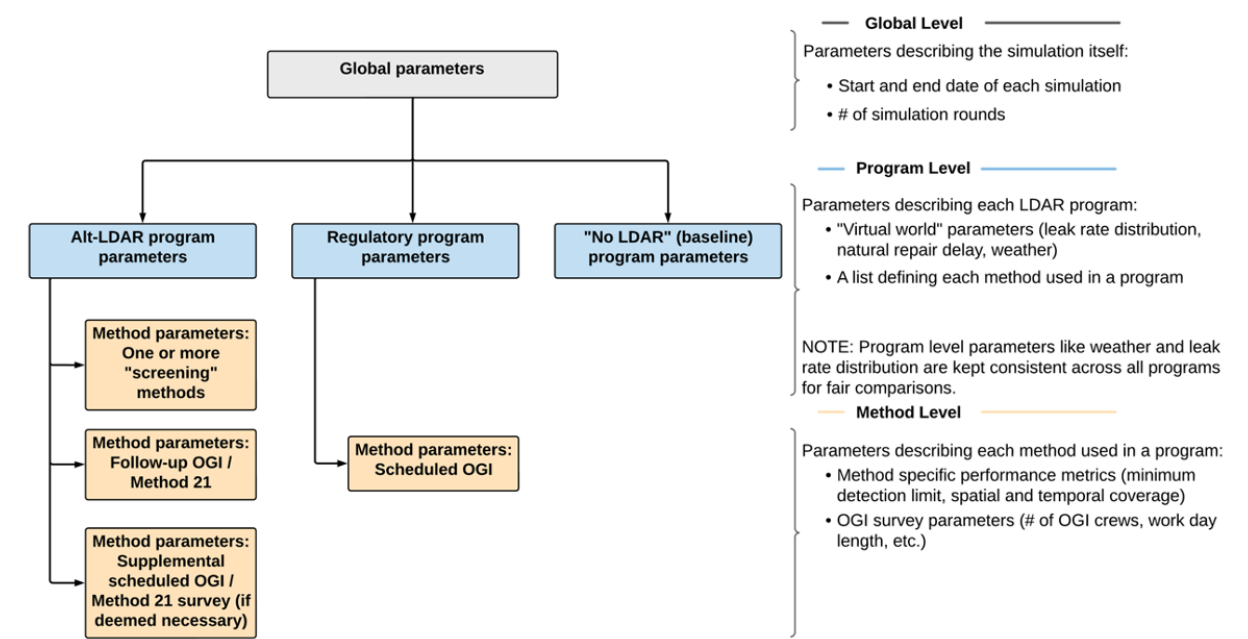 Global parameters
Alt-LDAR program
parameters
Regulatory program
parameters
"No LDAR" (baseline)
program parameters
Method parameters:
One or more
"screening"
methods
Method parameters:
Follow-up OGI /
Method 21
Method parameters:
Supplemental
scheduled OGI /
Method 21 survey (if
deemed necessary)
Method parameters:
Scheduled OGI
Global Level
Parameters describing the simulation itself:
• Start and end date of each simulation
• # of simulation rounds
Program Level
Parameters describing each LDAR program:
• "Virtual world" parameters (leak rate distribution,
natural repair delay, weather)
• A list defining each method used in a program
NOTE: Program level parameters like weather and leak
rate distribution are kept consistent across all programs
for fair comparisons.
Method Level
Parameters describing each method used in a program:
• Method specific performance metrics (minimum
detection limit, spatial and temporal coverage)
• OGI survey parameters (# of OGI crews, work day
length, etc.)